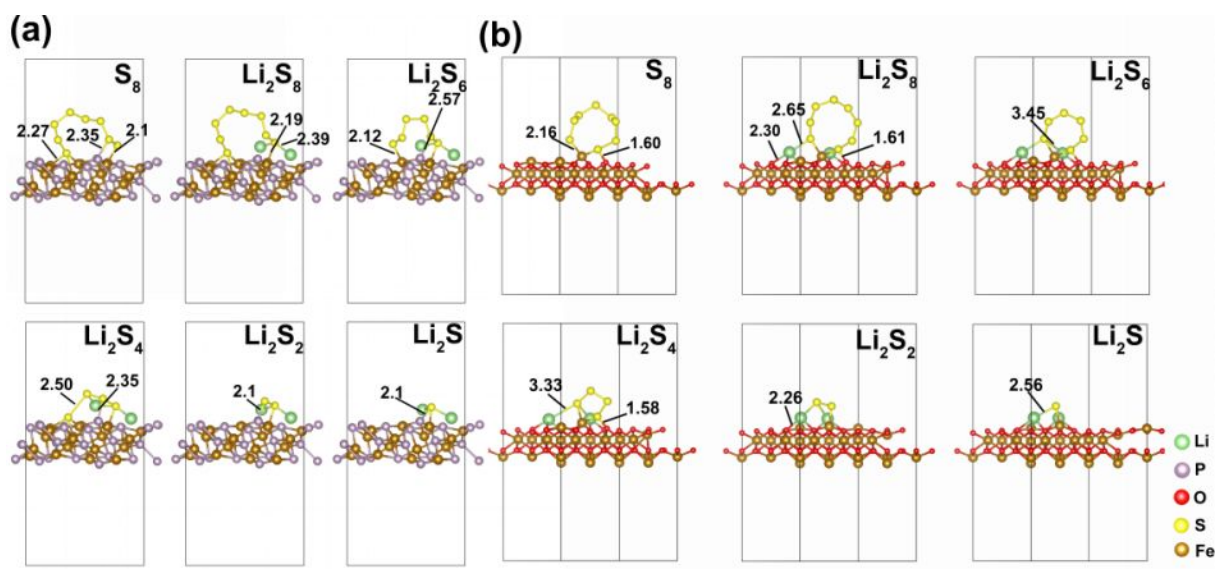 (a)
S₈
2.27
2.35
2.1
Li₂S₈
2.19
2.39
Li₂S₆
2.57
2.12
(b)
S₈
2.16
1.60
Li₂S₈
2.65
2.30
1.61
Li₂S₆
3.45
Li₂S₄
2.50
2.35
Li₂S₂
2.1
Li₂S
2.1
Li₂S₄
3.33
1.58
Li₂S₂
2.26
Li₂S
2.56
Li
P
O
S
Fe